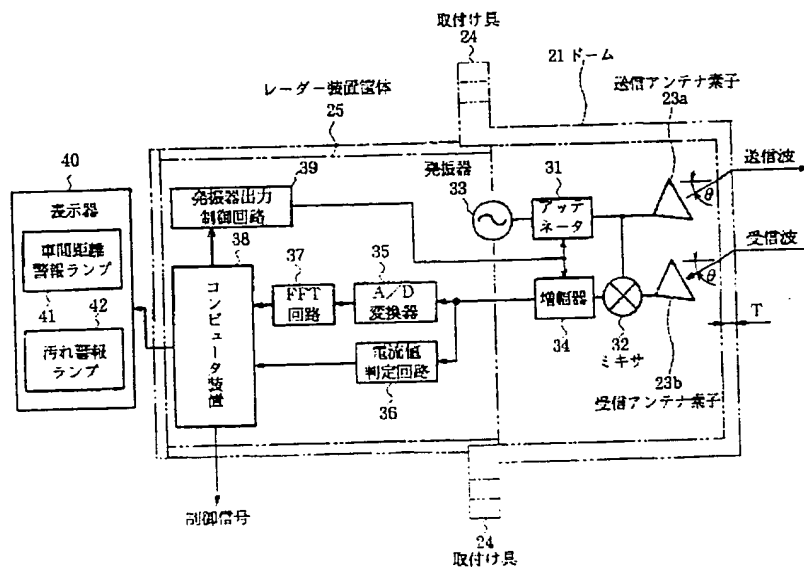 取付け具
24
21 ドーム
送信アンテナ素子
23a
レーダー装置筐体
25
送信波
θ
40
表示器
車間距離
警報ランプ
41
42
汚れ警報
ランプ
39
発振器出力
制御回路
発振器
33
31
アッテ
ネータ
受信波
θ
38
コンピュータ装置
37
FFT
回路
35
A/D
変換器
増幅器
34
32
ミキサ
T
電流値
判定回路
36
23b
受信アンテナ素子
制御信号
24
取付け具